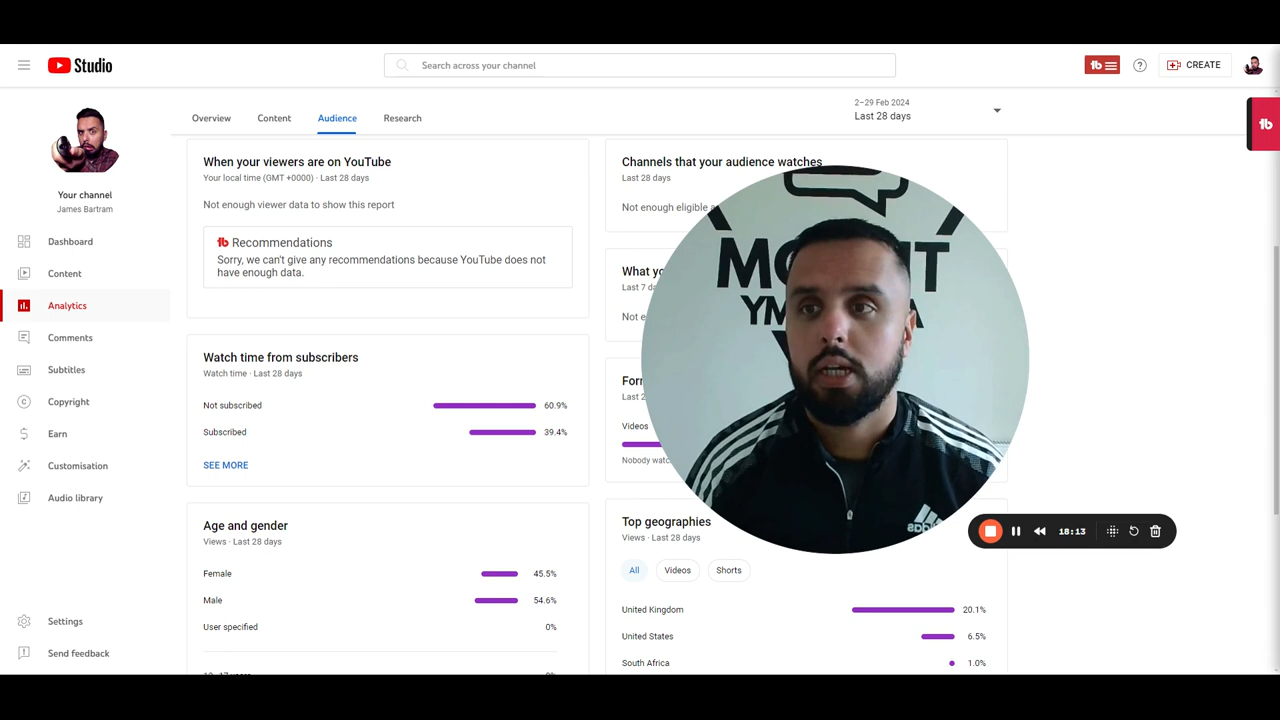 Studio
Search across your channel
CREATE
Your channel
James Bartram
Dashboard
Content
Analytics
Comments
Subtitles
Copyright
Earn
Customisation
Audio library
Settings
Send feedback
Overview
Content
Audience
Research
2–29 Feb 2024
Last 28 days
When your viewers are on YouTube
Your local time (GMT +0000) · Last 28 days
Not enough viewer data to show this report
tb Recommendations
Sorry, we can't give any recommendations because YouTube does not
have enough data.
Watch time from subscribers
Watch time · Last 28 days
Not subscribed 60.9%
Subscribed 39.4%
SEE MORE
Age and gender
Views · Last 28 days
Female 45.5%
Male 54.6%
User specified 0%
Channels that your audience watches
Last 28 days
Not enough eligible
What
Last 7
Videos
Nobody
Top geographies
Views · Last 28 days
All
Videos
Shorts
United Kingdom 20.1%
United States 6.5%
South Africa 1.0%
18:13
tb
tb
adidas